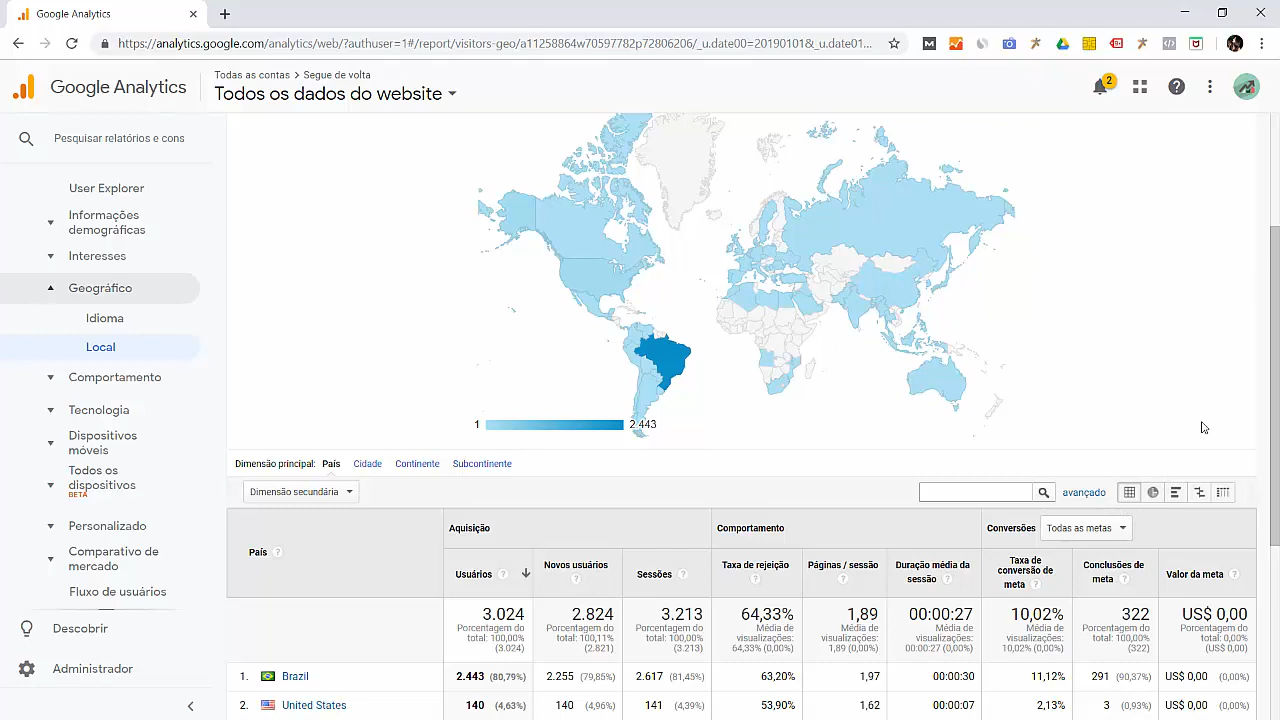 Google Analytics
https://analytics.google.com/analytics/web/?authuser=1#/report/visitors-geo/a11258864w70597782p72806206/_u.date00=20190101&_u.date01...
Google Analytics
Todas as contas > Segue de volta
Todos os dados do website
2
Pesquisar relatórios e cons
User Explorer
Informações
demográficas
Interesses
Geográfico
Idioma
Local
Comportamento
Tecnologia
Dispositivos
móveis
Todos os
dispositivos
BETA
Personalizado
Comparativo de
mercado
Fluxo de usuários
Descobrir
Administrador
1 2.443
Dimensão principal: País Cidade Continente Subcontinente
Dimensão secundária
avançado
País
Aquisição
Comportamento
Conversões Todas as metas
Usuários
Novos usuários
Sessões
Taxa de rejeição
Páginas / sessão
Duração média da
sessão
Taxa de
conversão de
meta
Conclusões de
meta
Valor da meta
3.024
Porcentagem do
total: 100,00%
(3.024)
2.824
Porcentagem do
total: 100,11%
(2.821)
3.213
Porcentagem do
total: 100,00%
(3.213)
64,33%
Média de
visualizações:
64,33% (0,00%)
1,89
Média de
visualizações:
1,89 (0,00%)
00:00:27
Média de
visualizações:
00:00:27 (0,00%)
10,02%
Média de
visualizações:
10,02% (0,00%)
322
Porcentagem do
total: 100,00%
(322)
US$ 0,00
Porcentagem do
total: 0,00%
(US$ 0,00)
1. Brazil 2.443 (80,79%) 2.255 (79,85%) 2.617 (81,45%) 63,20% 1,97 00:00:30 11,12% 291 (90,37%) US$ 0,00 (0,00%)
2. United States 140 (4,63%) 140 (4,96%) 141 (4,39%) 53,90% 1,62 00:00:07 2,13% 3 (0,93%) US$ 0,00 (0,00%)